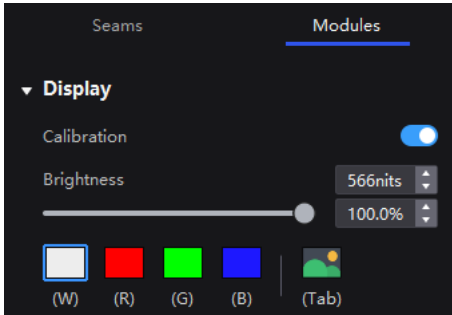 Seams Modules
Display
Calibration
Brightness 566nits
100.0%
(W) (R) (G) (B) (Tab)